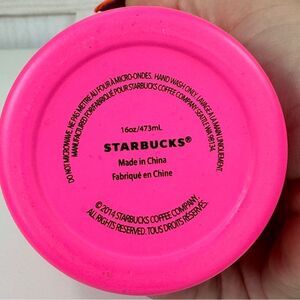 DO NOT MICROWAVE. NE PAS METTRE AU FOUR À MICRO-ONDES. HAND WASH ONLY. LAVAGE À LA MAIN UNIQUEMENT.
MANUFACTURED FOR/FABRIQUÉ POUR STARBUCKS COFFEE COMPANY, SEATTLE, WA 98134.
16oz/473mL
STARBUCKS®
Made in China
Fabriqué en Chine
© 2014 STARBUCKS COFFEE COMPANY.
ALL RIGHTS RESERVED. TOUS DROITS RÉSERVÉS.